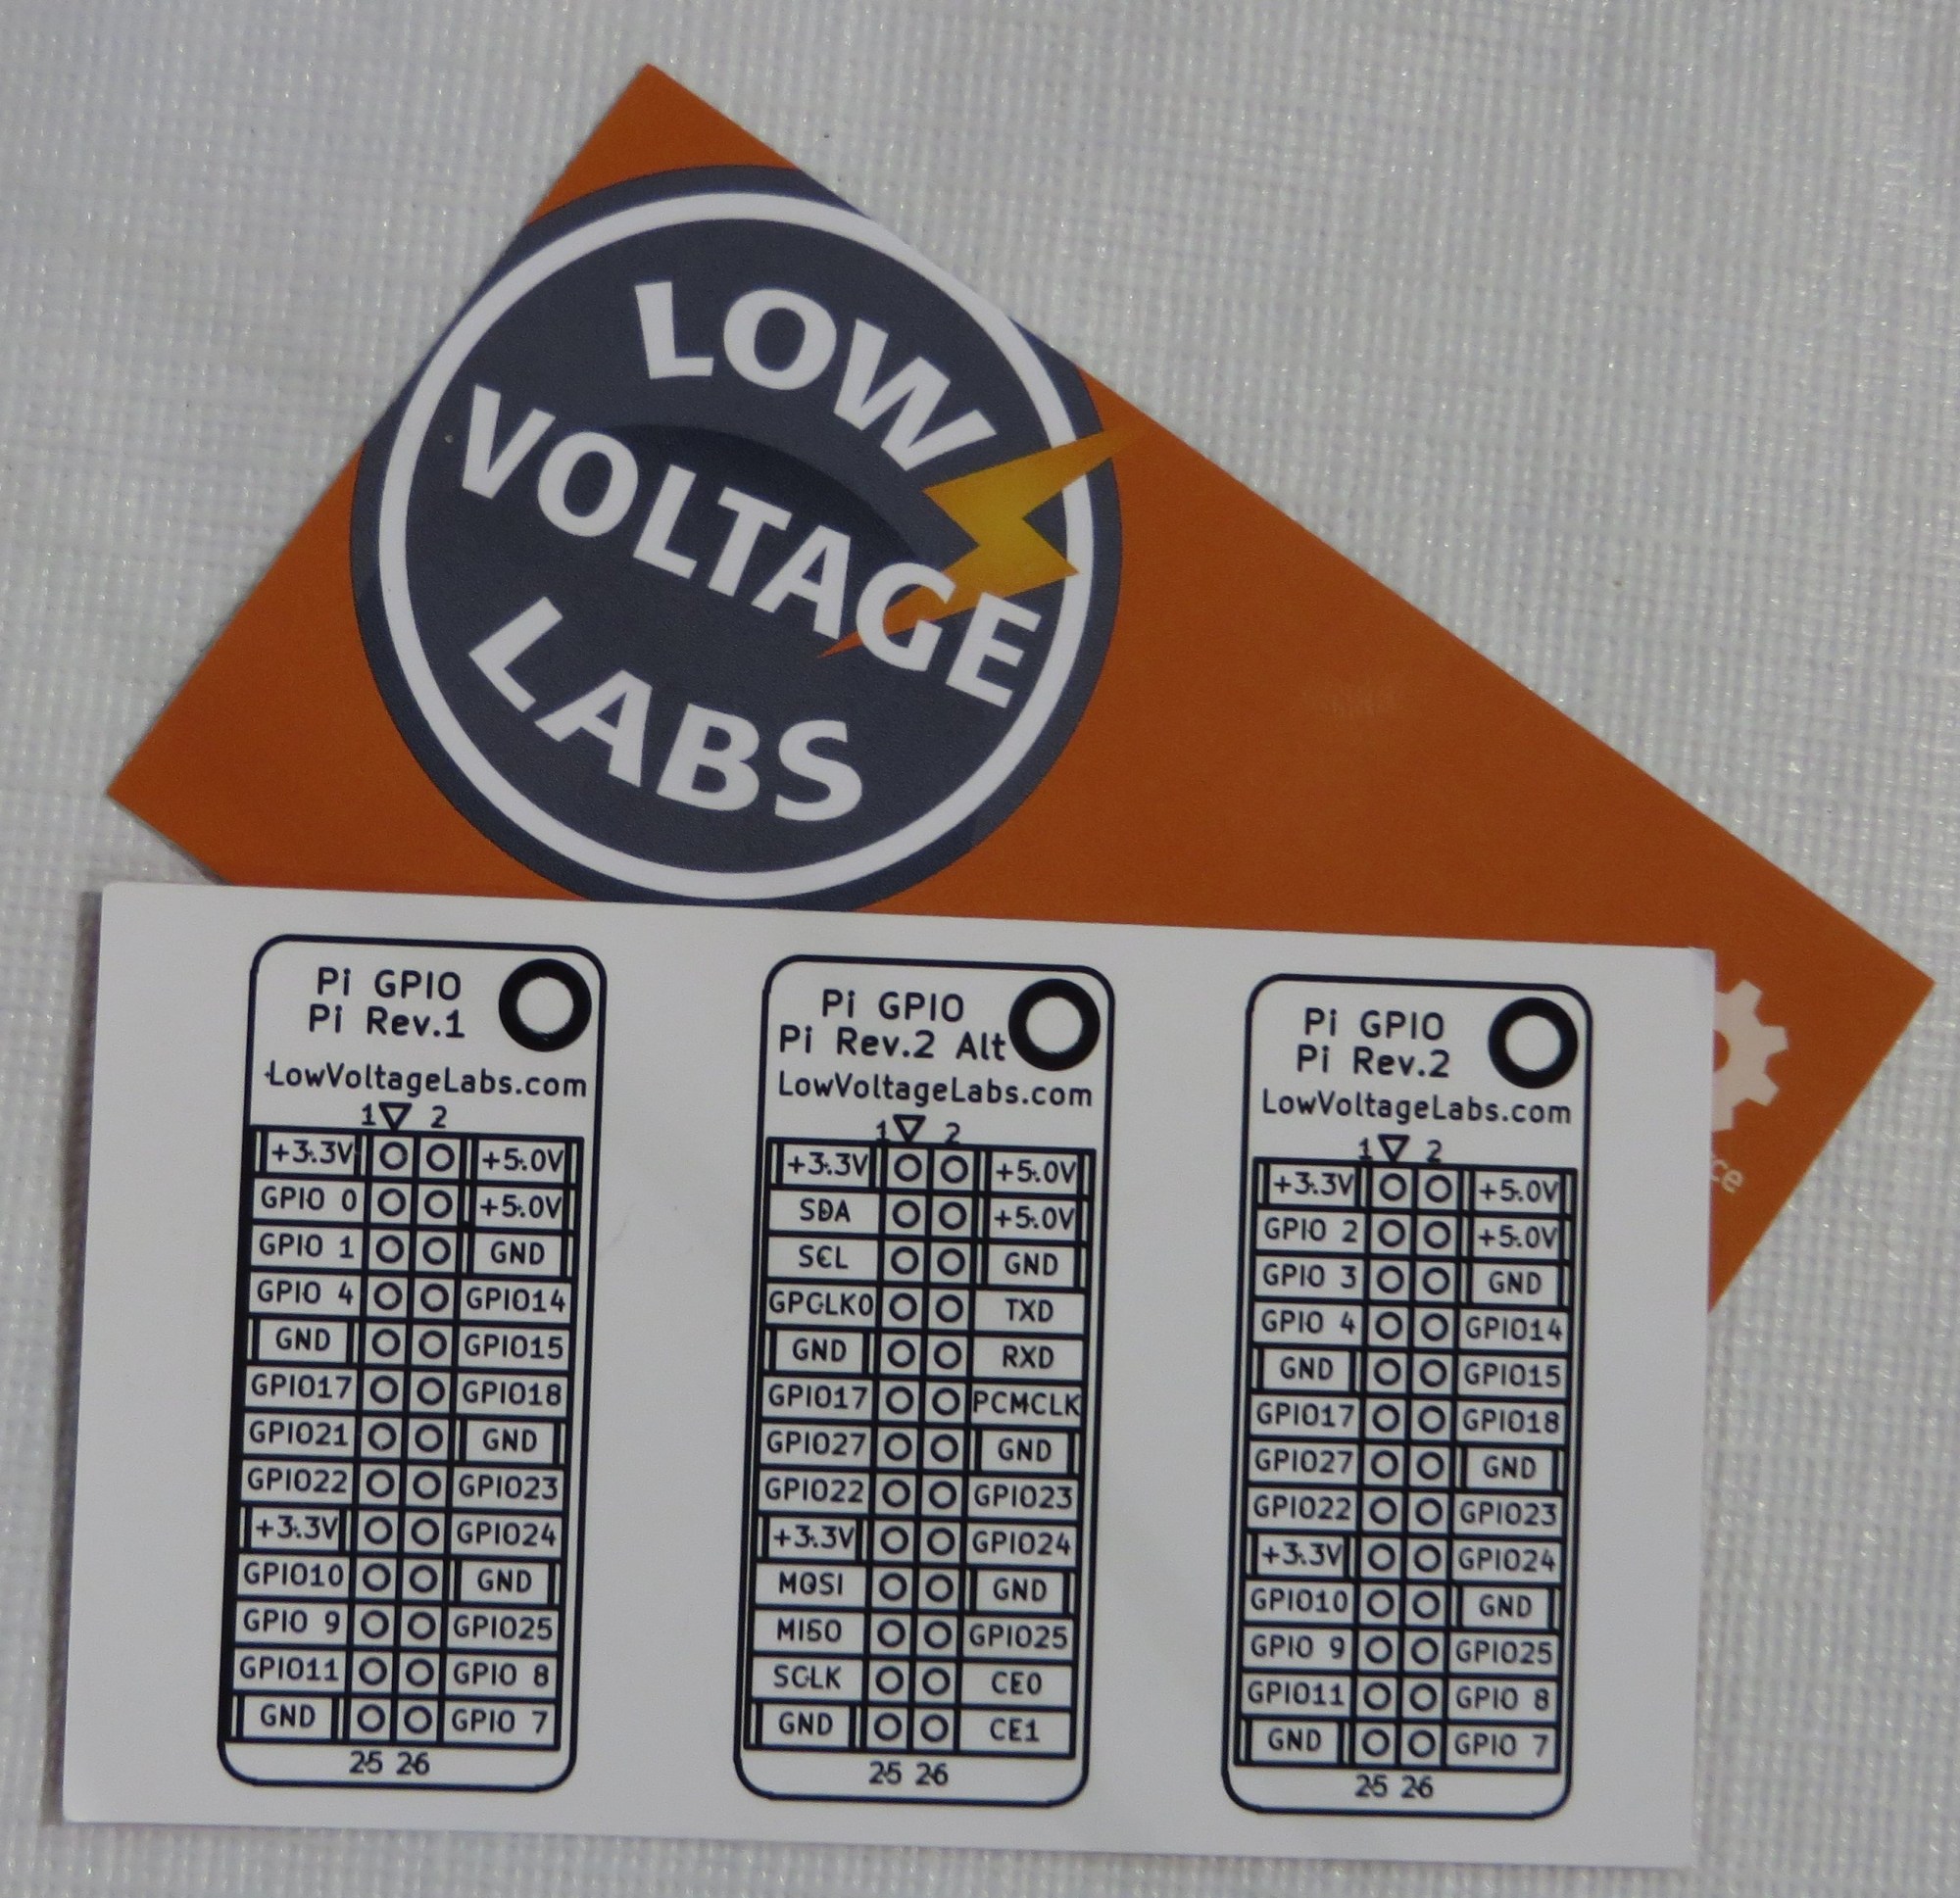 LOW
VOLTAGE
LABS
Pi GPIO
Pi Rev.1
LowVoltageLabs.com
1 2
+3.3V +5.0V
GPIO 0 +5.0V
GPIO 1 GND
GPIO 4 GPIO14
GND GPIO15
GPIO17 GPIO18
GPIO21 GND
GPIO22 GPIO23
+3.3V GPIO24
GPIO10 GND
GPIO 9 GPIO25
GPIO11 GPIO 8
GND GPIO 7
25 26
Pi GPIO
Pi Rev.2 Alt
LowVoltageLabs.com
1 2
+3.3V +5.0V
SDA +5.0V
SCL GND
GPCLK0 TXD
GND RXD
GPIO17 PCMCLK
GPIO27 GND
GPIO22 GPIO23
+3.3V GPIO24
MOSI GND
MISO GPIO25
SCLK CE0
GND CE1
25 26
Pi GPIO
Pi Rev.2
LowVoltageLabs.com
1 2
+3.3V +5.0V
GPIO 2 +5.0V
GPIO 3 GND
GPIO 4 GPIO14
GND GPIO15
GPIO17 GPIO18
GPIO27 GND
GPIO22 GPIO23
+3.3V GPIO24
GPIO10 GND
GPIO 9 GPIO25
GPIO11 GPIO 8
GND GPIO 7
25 26